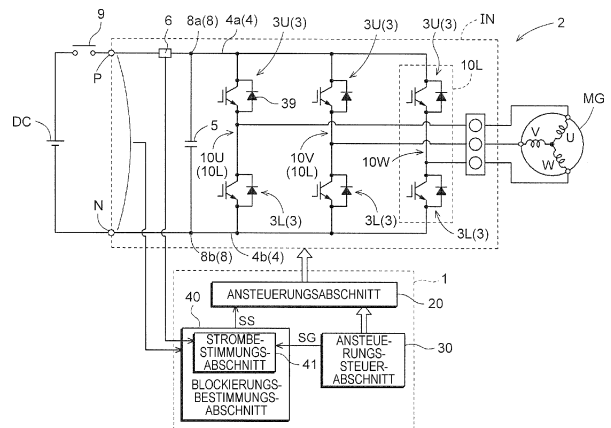 9
6
8a(8)
4a(4)
3U(3)
3U(3)
3U(3)
IN
2
P
39
10L
MG
DC
5
V
U
W
10U
(10L)
10V
(10L)
10W
N
3L(3)
3L(3)
3L(3)
8b(8)
4b(4)
1
ANSTEUERUNGSABSCHNITT
20
40
SS
STROMBE-
STIMMUNGS-
ABSCHNITT
41
SG
ANSTEUE-
RUNGS-
STEUER-
ABSCHNITT
30
BLOCKIERUNGS-
BESTIMMUNGS-
ABSCHNITT